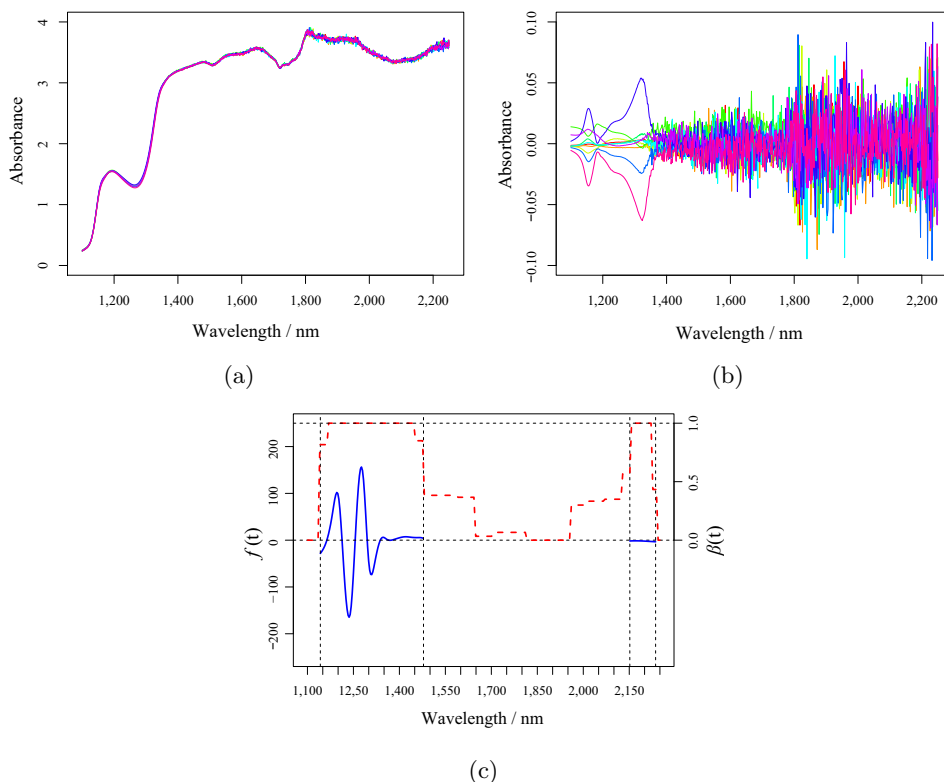 4
3
2
1
0
Absorbance
1,200 1,400 1,600 1,800 2,000 2,200
Wavelength / nm
(a)
0.10
0.05
0.00
−0.05
−0.10
Absorbance
1,200 1,400 1,600 1,800 2,000 2,200
Wavelength / nm
(b)
200
100
0
−100
−200
f (t)
1.0
0.5
0.0
β(t)
1,100 12,50 1,400 1,550 1,700 1,850 2,000 2,150
Wavelength / nm
(c)